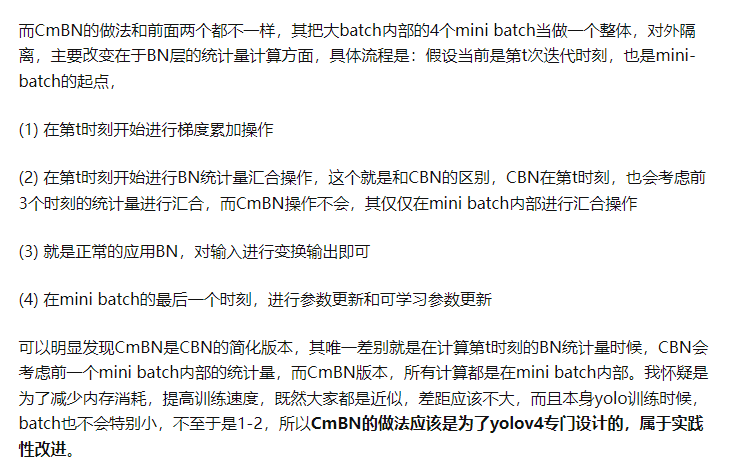 而CmBN的做法和前面两个都不一样，其把大batch内部的4个mini batch当做一个整体，对外隔
离，主要改变在于BN层的统计量计算方面，具体流程是：假设当前是第t次迭代时刻，也是mini-
batch的起点，
(1) 在第t时刻开始进行梯度累加操作
(2) 在第t时刻开始进行BN统计量汇合操作，这个就是和CBN的区别，CBN在第t时刻，也会考虑前
3个时刻的统计量进行汇合，而CmBN操作不会，其仅仅在mini batch内部进行汇合操作
(3) 就是正常的应用BN，对输入进行变换输出即可
(4) 在mini batch的最后一个时刻，进行参数更新和可学习参数更新
可以明显发现CmBN是CBN的简化版本，其唯一差别就是在计算第t时刻的BN统计量时候，CBN会
考虑前一个mini batch内部的统计量，而CmBN版本，所有计算都是在mini batch内部。我怀疑是
为了减少内存消耗，提高训练速度，既然大家都是近似，差距应该不大，而且本身yolo训练时候，
batch也不会特别小，不至于是1-2，所以CmBN的做法应该是为了yolov4专门设计的，属于实践
性改进。